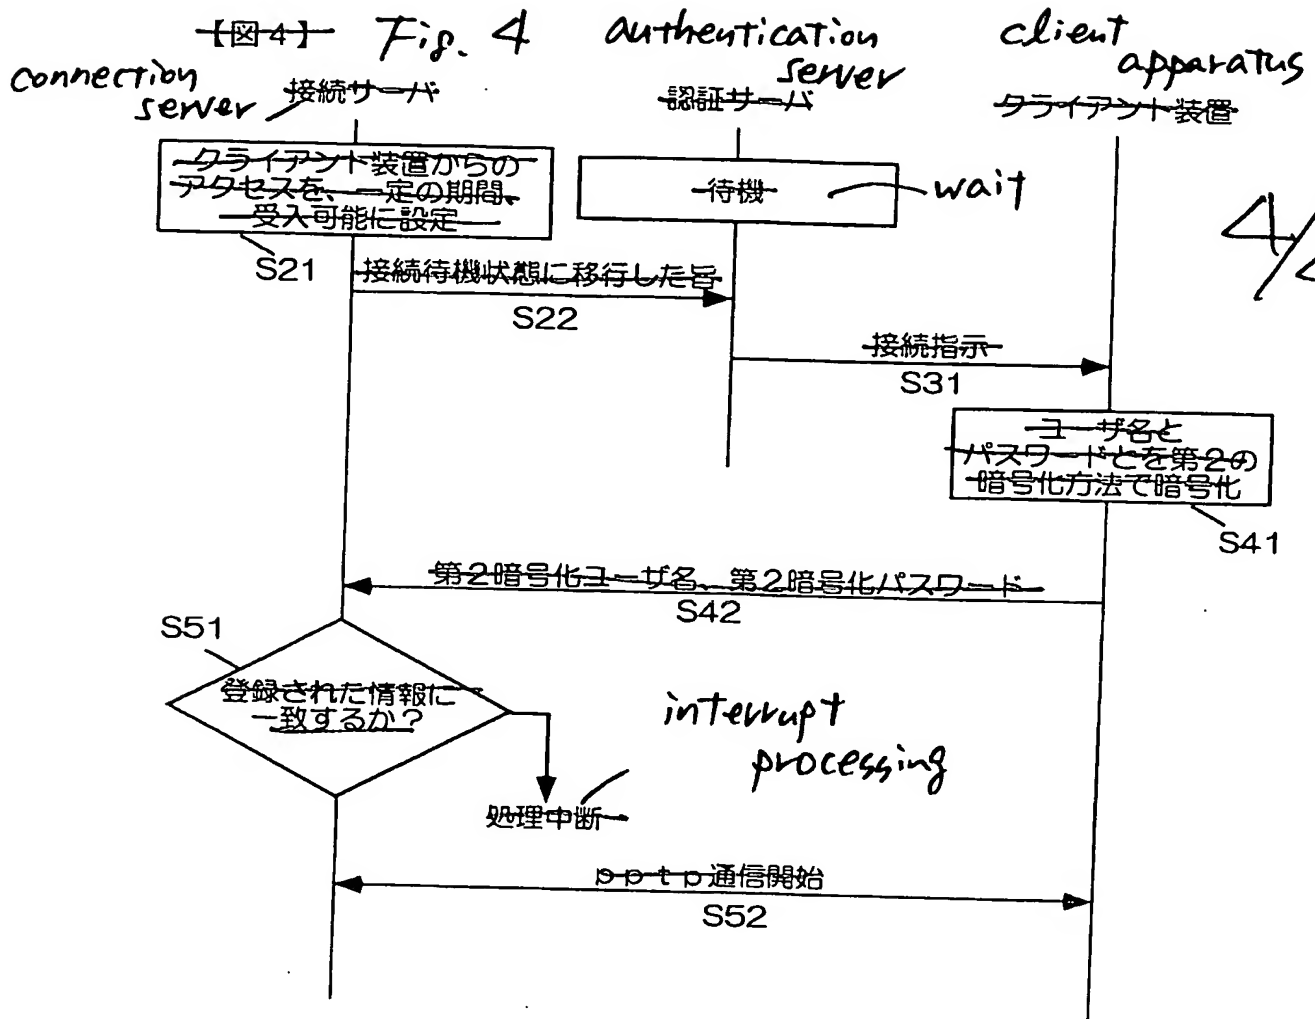 【図4】 Fig. 4
authentication
server
client
apparatus
connection
server
接続サーバ
認証サーバ
クライアント装置
クライアント装置からの
アクセスを、一定の期間、
受入可能に設定
待機
wait
S21
接続待機状態に移行した旨
S22
接続指示
S31
ユーザ名と
パスワードとを第2の
暗号化方法で暗号化
S41
第2暗号化ユーザ名、第2暗号化パスワード
S42
S51
登録された情報に
一致するか?
interrupt
processing
処理中断
pptp通信開始
S52